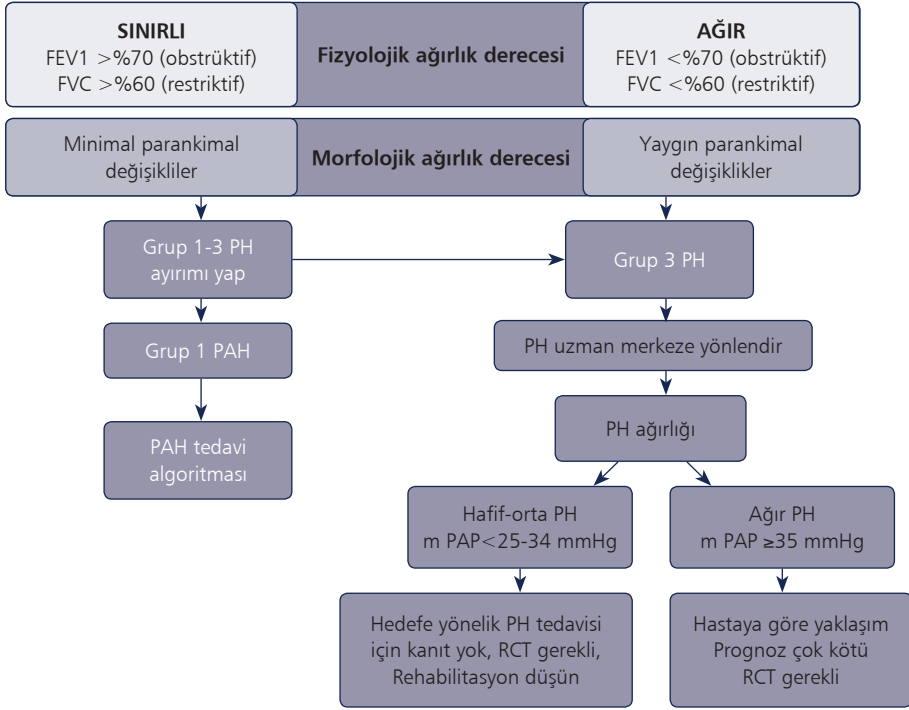 SINIRLI
FEV1 >%70 (obstrüktif)
FVC >%60 (restriktif)
Fizyolojik ağırlık derecesi
AĞIR
FEV1 <%70 (obstrüktif)
FVC <%60 (restriktif)
Minimal parankimal
değişikliler
Morfolojik ağırlık derecesi
Yaygın parankimal
değişiklikler
Grup 1-3 PH
ayırımı yap
Grup 3 PH
Grup 1 PAH
PH uzman merkeze yönlendir
PAH tedavi
algoritması
PH ağırlığı
Hafif-orta PH
m PAP<25-34 mmHg
Ağır PH
m PAP ≥35 mmHg
Hedefe yönelik PH tedavisi
için kanıt yok, RCT gerekli,
Rehabilitasyon düşün
Hastaya göre yaklaşım
Prognoz çok kötü
RCT gerekli